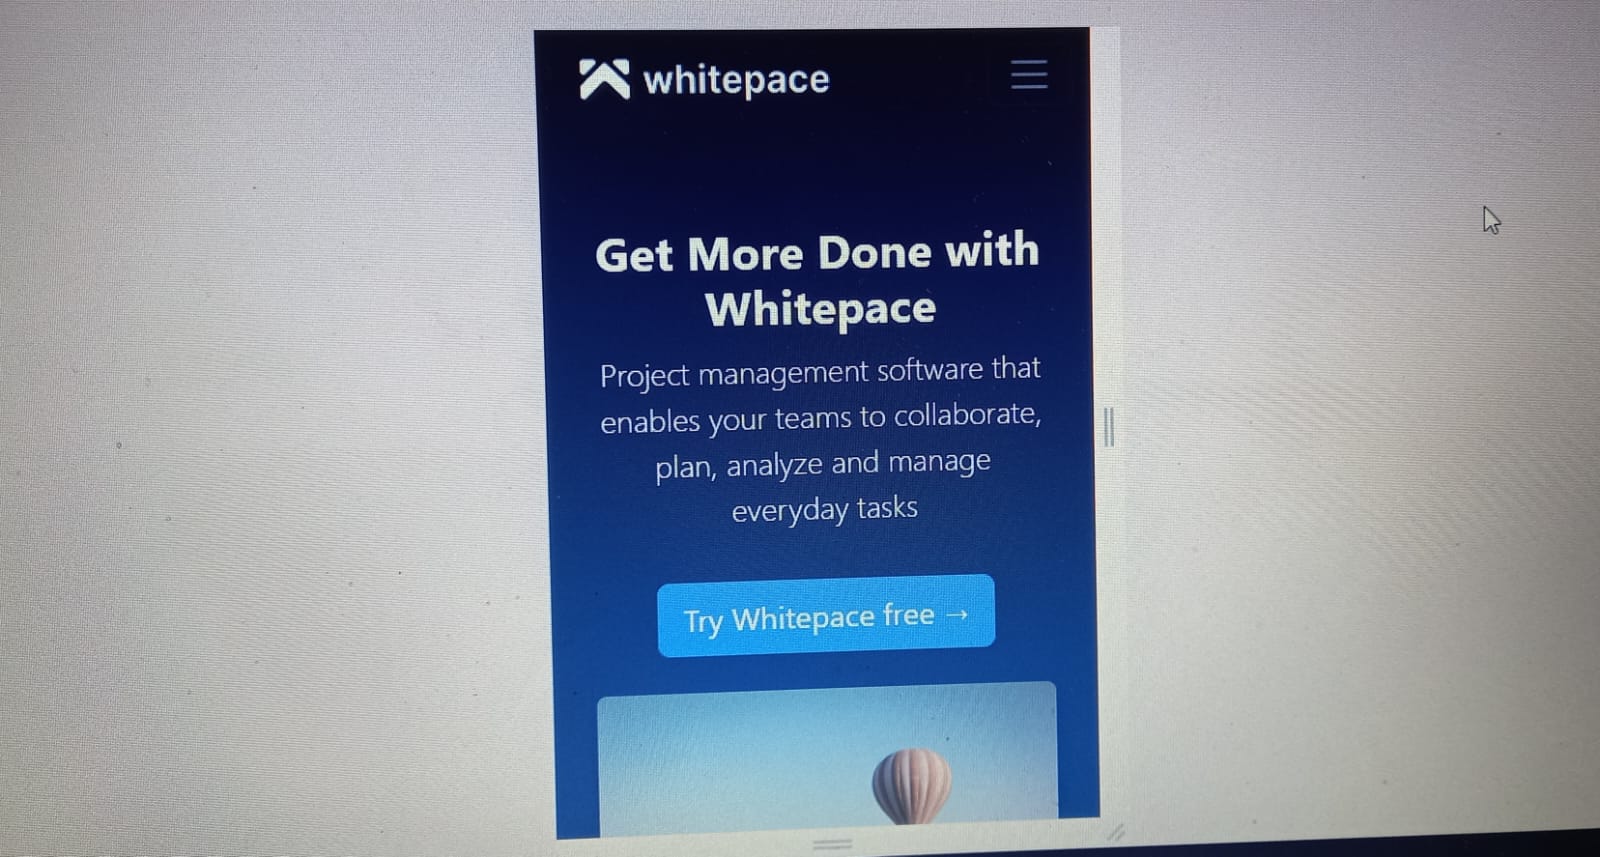 whitepace
Get More Done with
Whitepace
Project management software that
enables your teams to collaborate,
plan, analyze and manage
everyday tasks
Try Whitepace free →